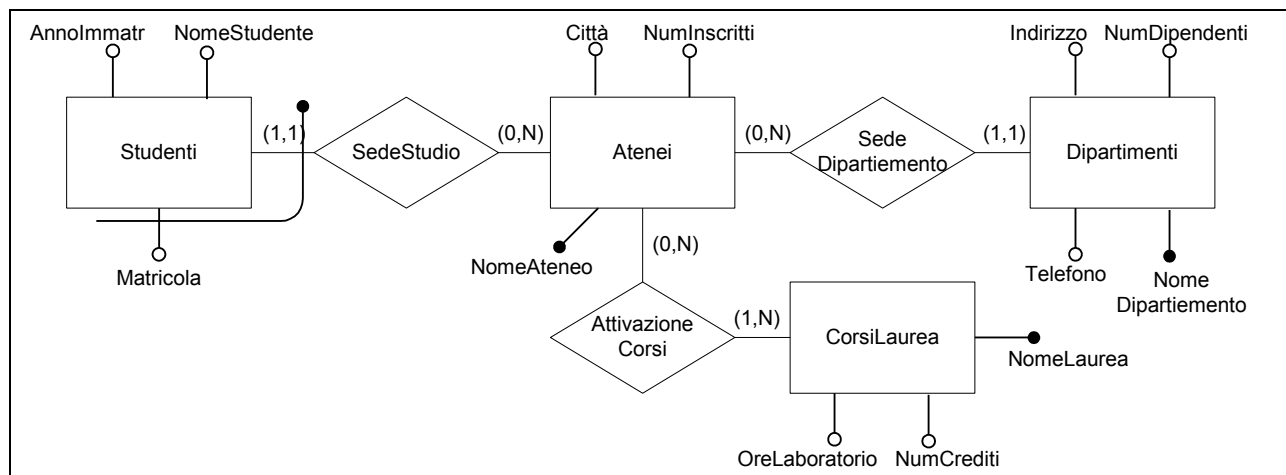 AnnoImmatr NomeStudente Città NumInscritti Indirizzo NumDipendenti
Studenti (1,1) SedeStudio (0,N) Atenei (0,N) Sede
Dipartiemento (1,1) Dipartimenti
Matricola
NomeAteneo
(0,N)
Telefono
Nome
Dipartiemento
Attivazione
Corsi
(1,N)
CorsiLaurea
NomeLaurea
OreLaboratorio NumCrediti